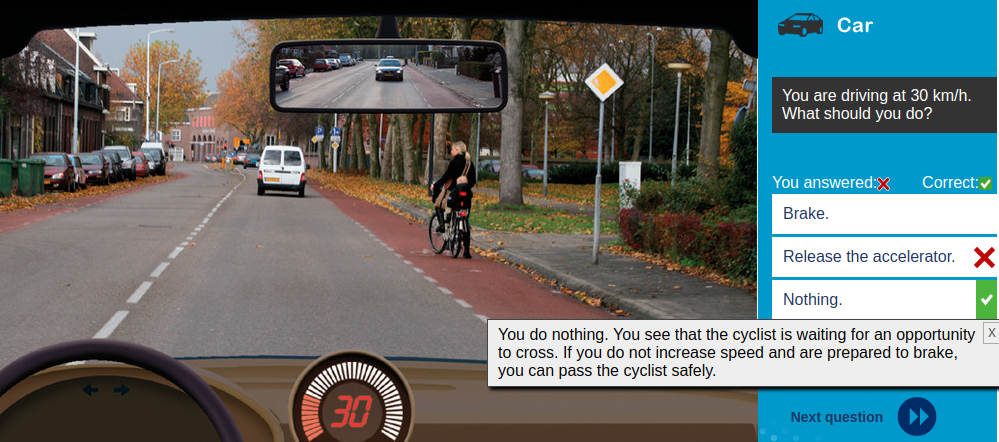 Car
You are driving at 30 km/h.
What should you do?
You answered:
Correct:
Brake.
Release the accelerator.
Nothing.
You do nothing. You see that the cyclist is waiting for an opportunity
to cross. If you do not increase speed and are prepared to brake,
you can pass the cyclist safely.
X
30
Next question